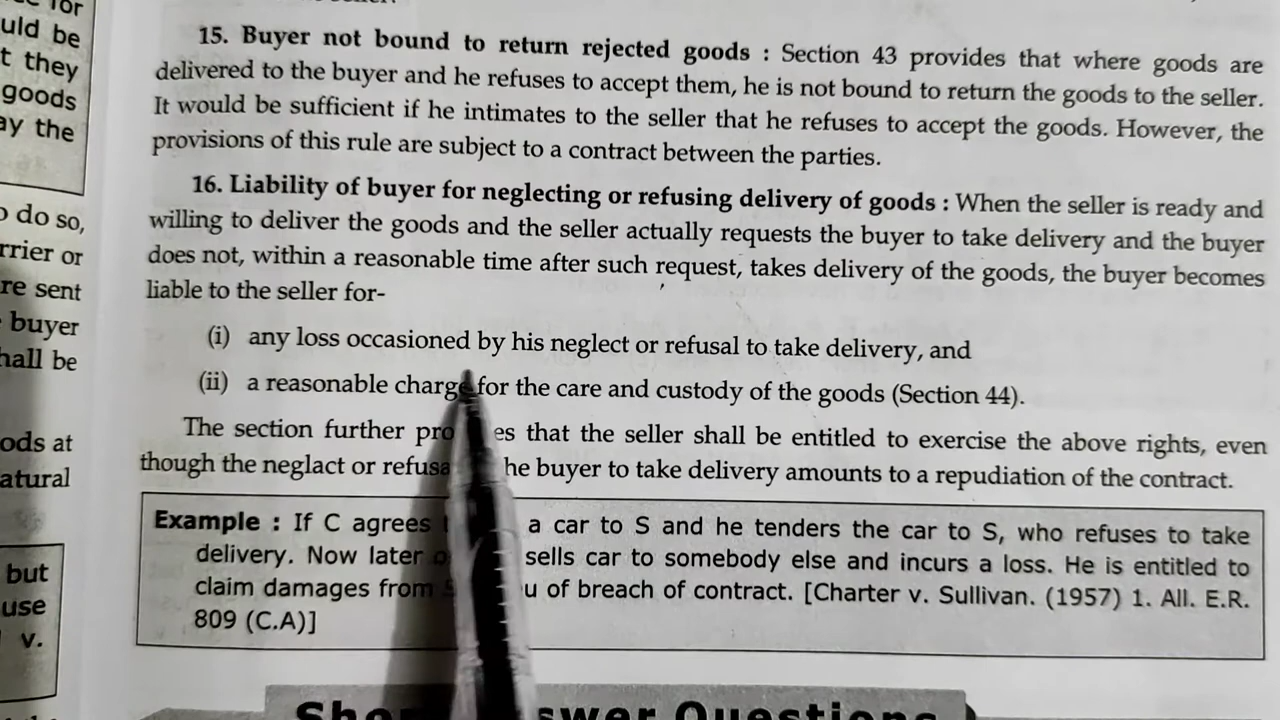 for
uld be
t they
goods
ay the
o do so,
rrier or
re sent
buyer
hall be
ods at
atural
but
use
v.
15. Buyer not bound to return rejected goods : Section 43 provides that where goods are
delivered to the buyer and he refuses to accept them, he is not bound to return the goods to the seller.
It would be sufficient if he intimates to the seller that he refuses to accept the goods. However, the
provisions of this rule are subject to a contract between the parties.
16. Liability of buyer for neglecting or refusing delivery of goods : When the seller is ready and
willing to deliver the goods and the seller actually requests the buyer to take delivery and the buyer
does not, within a reasonable time after such request, takes delivery of the goods, the buyer becomes
liable to the seller for-
(i) any loss occasioned by his neglect or refusal to take delivery, and
(ii) a reasonable charge for the care and custody of the goods (Section 44).
The section further pro es that the seller shall be entitled to exercise the above rights, even
though the neglact or refusa he buyer to take delivery amounts to a repudiation of the contract.
Example : If C agrees a car to S and he tenders the car to S, who refuses to take
delivery. Now later sells car to somebody else and incurs a loss. He is entitled to
claim damages from u of breach of contract. [Charter v. Sullivan. (1957) 1. All. E.R.
809 (C.A)]
Sho swer Questions